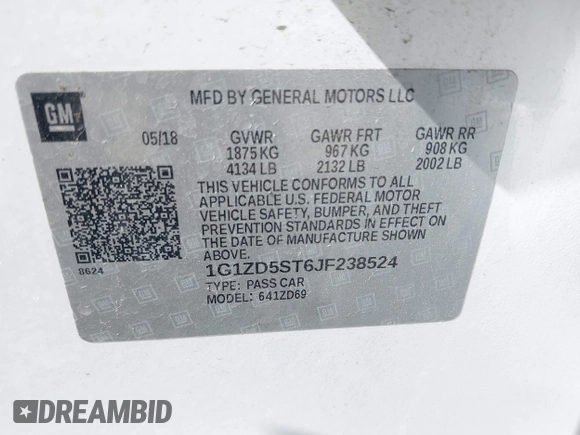 GM
MFD BY GENERAL MOTORS LLC
05/18 GVWR GAWR FRT GAWR RR
1875 KG 967 KG 908 KG
4134 LB 2132 LB 2002 LB
THIS VEHICLE CONFORMS TO ALL
APPLICABLE U.S. FEDERAL MOTOR
VEHICLE SAFETY, BUMPER, AND THEFT
PREVENTION STANDARDS IN EFFECT ON
THE DATE OF MANUFACTURE SHOWN
ABOVE.
8624
1G1ZD5ST6JF238524
TYPE: PASS CAR
MODEL: 641ZD69
DREAMBID